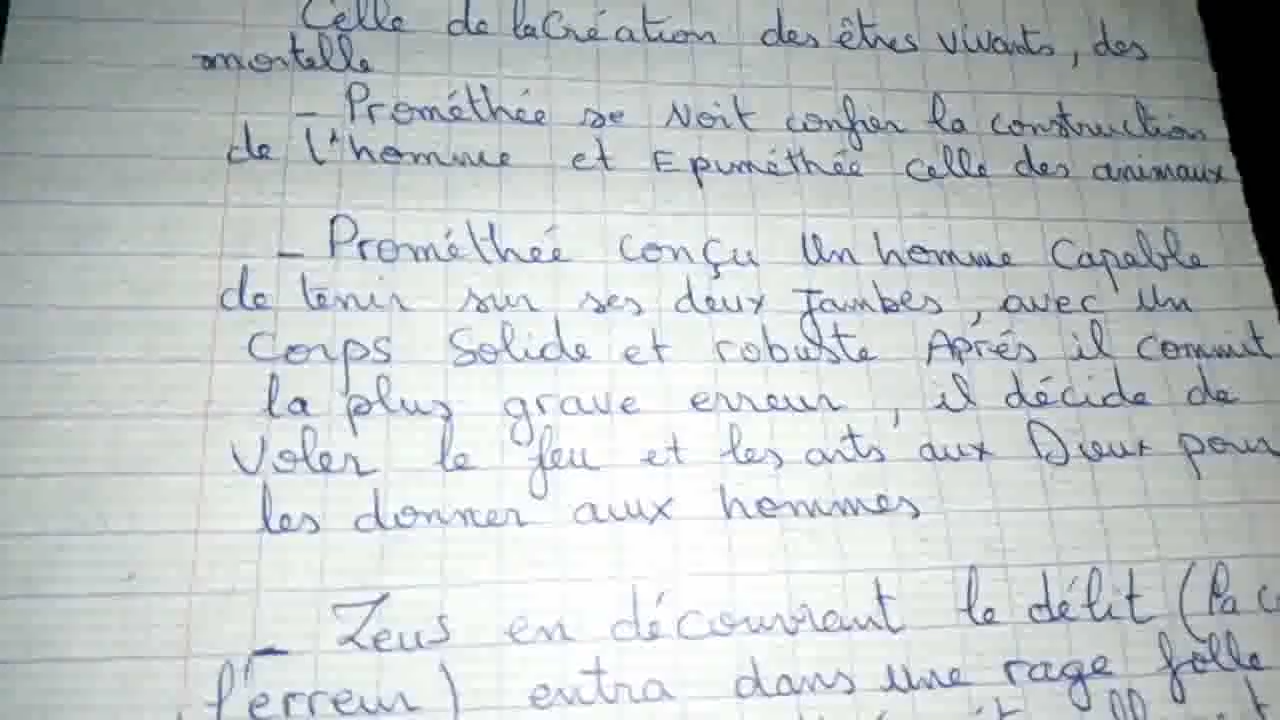 Celle de la Création des êtres vivants, des
mortelle
- Prométhée se Voit confier la construction
de l'homme et Epiméthée celle des animaux
- Prométhée conçu Un homme Capable
de tenir sur ses deux Jambes, avec un
Corps Solide et robuste Après il commit
la plus grave erreur, il décide de
Voler le feu et les arts aux Dieux pour
les donner aux hommes
- Zeus en découvrant le délit (
l'erreur) entra dans une rage folle